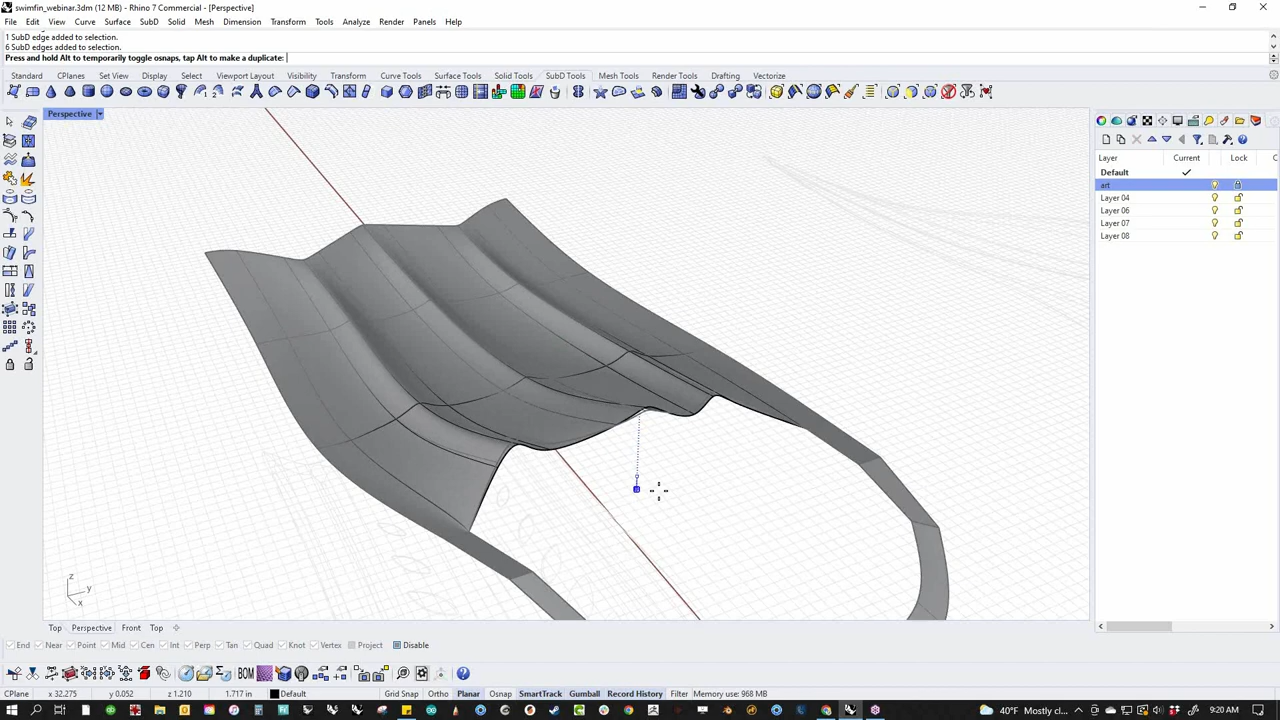 swimfin_webinar.3dm (12 MB) - Rhino 7 Commercial - [Perspective]
File Edit View Curve Surface SubD Solid Mesh Dimension Transform Tools Analyze Render Panels Help
1 SubD edge added to selection.
6 SubD edges added to selection.
Press and hold Alt to temporarily toggle osnaps, tap Alt to make a duplicate:
Standard CPlanes Set View Display Select Viewport Layout Visibility Transform Curve Tools Surface Tools Solid Tools SubD Tools Mesh Tools Render Tools Drafting Vectorize
Perspective
Layer Current Lock C
Default
art
Layer 04
Layer 06
Layer 07
Layer 08
z
y
x
Top Perspective Front Top
End Near Point Mid Cen Int Perp Tan Quad Knot Vertex Project Disable
BOM
CPlane x 32.275 y 0.052 z 1.210 1.717 in Default Grid Snap Ortho Planar Osnap SmartTrack Gumball Record History Filter Memory use: 968 MB
40°F Mostly cl... 9:20 AM